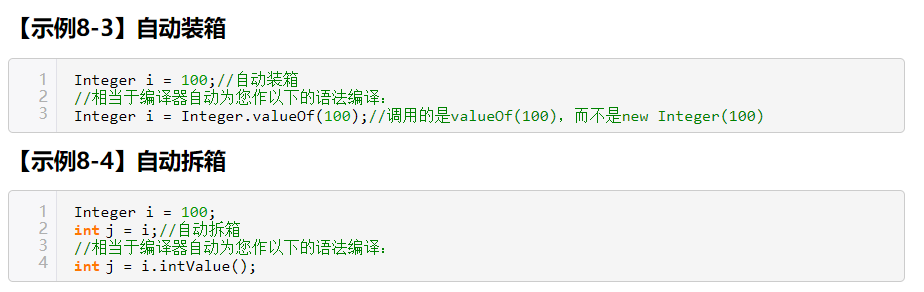 【示例8-3】自动装箱
1 Integer i = 100;//自动装箱
2 //相当于编译器自动为您作以下的语法编译:
3 Integer i = Integer.valueOf(100);//调用的是valueOf(100)，而不是new Integer(100)
【示例8-4】自动拆箱
1 Integer i = 100;
2 int j = i;//自动拆箱
3 //相当于编译器自动为您作以下的语法编译:
4 int j = i.intValue();